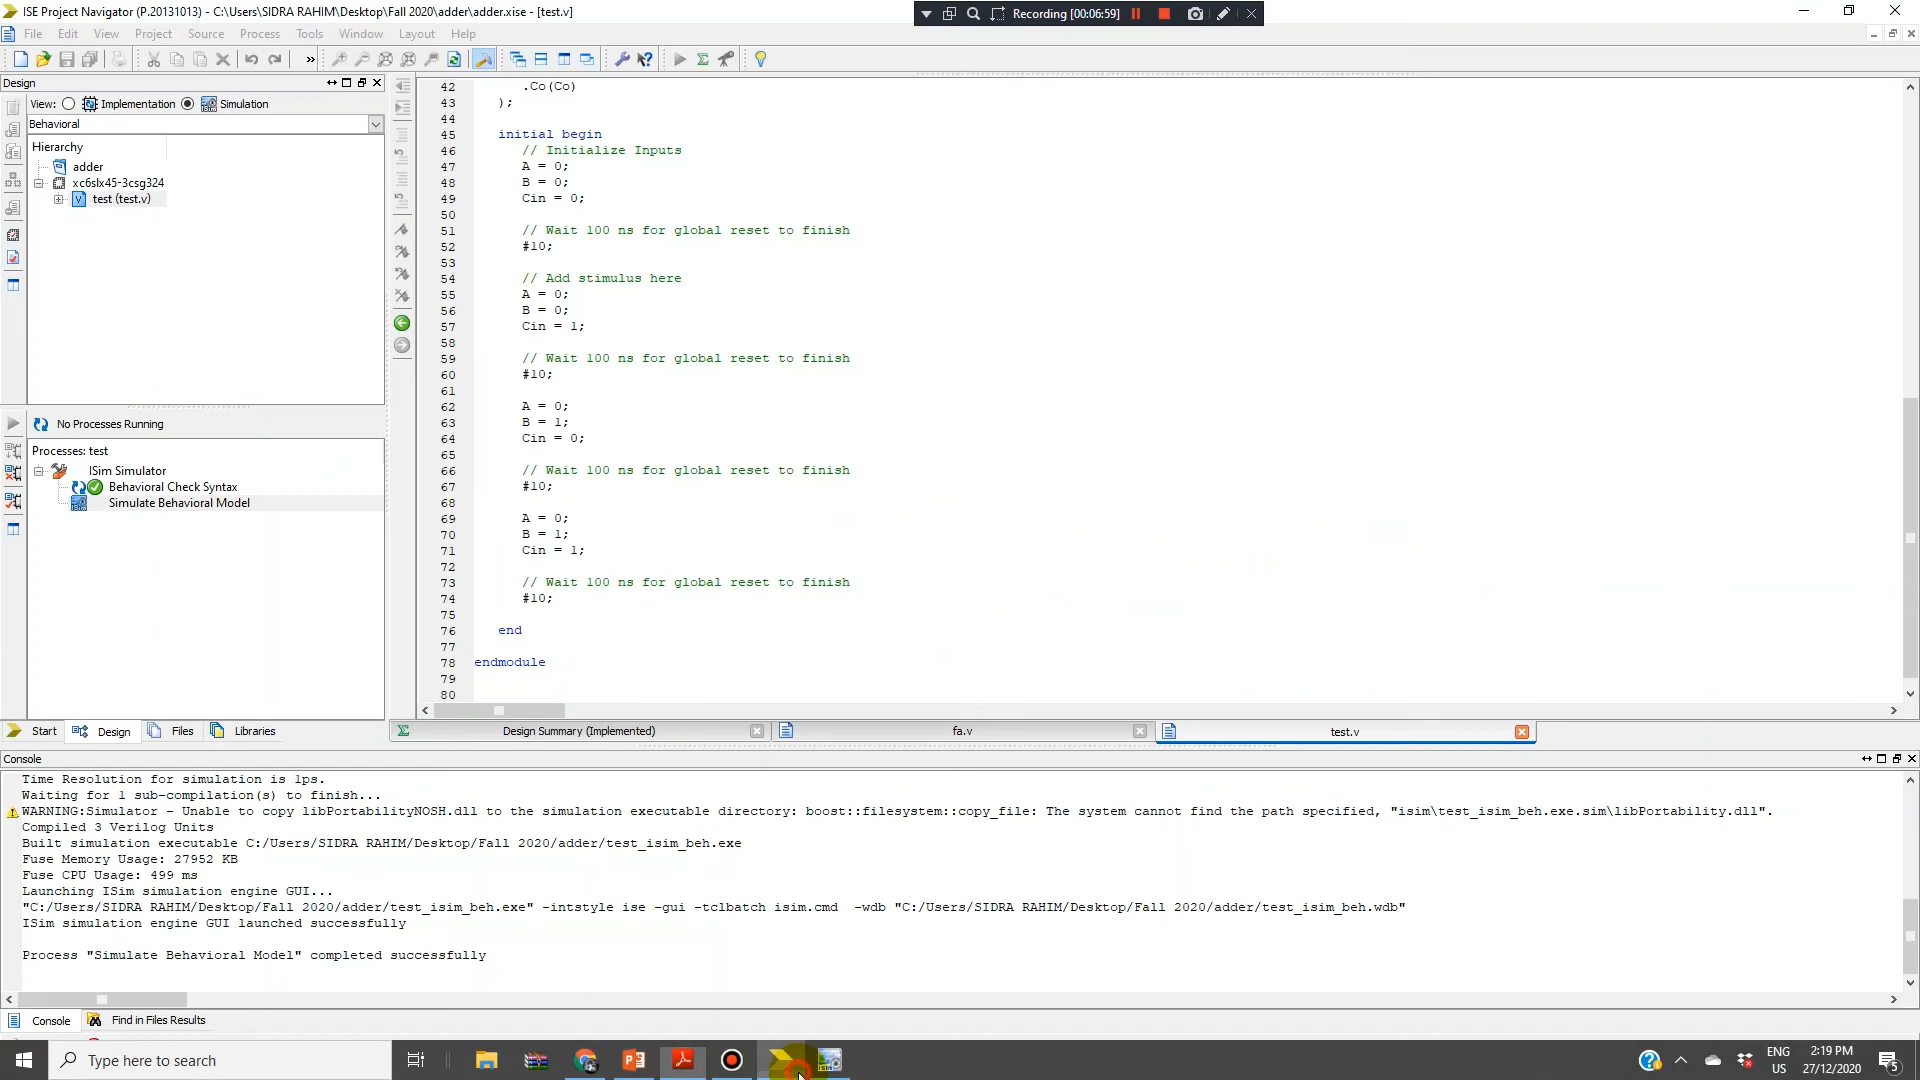 ISE Project Navigator (P.20131013) - C:\Users\SIDRA RAHIM\Desktop\Fall 2020\adder\adder.xise - [test.v]
Recording [00:06:59]
File Edit View Project Source Process Tools Window Layout Help
Design
View: Implementation Simulation
Behavioral
Hierarchy
adder
xc6slx45-3csg324
test (test.v)
No Processes Running
Processes: test
ISim Simulator
Behavioral Check Syntax
Simulate Behavioral Model
Start Design Files Libraries
42 .Co(Co)
43 );
44
45 initial begin
46 // Initialize Inputs
47 A = 0;
48 B = 0;
49 Cin = 0;
50
51 // Wait 100 ns for global reset to finish
52 #10;
53
54 // Add stimulus here
55 A = 0;
56 B = 0;
57 Cin = 1;
58
59 // Wait 100 ns for global reset to finish
60 #10;
61
62 A = 0;
63 B = 1;
64 Cin = 0;
65
66 // Wait 100 ns for global reset to finish
67 #10;
68
69 A = 0;
70 B = 1;
71 Cin = 1;
72
73 // Wait 100 ns for global reset to finish
74 #10;
75
76 end
77
78 endmodule
79
80
Design Summary (Implemented) fa.v test.v
Console
Time Resolution for simulation is 1ps.
Waiting for 1 sub-compilation(s) to finish...
WARNING:Simulator - Unable to copy libPortabilityNOSH.dll to the simulation executable directory: boost::filesystem::copy_file: The system cannot find the path specified, "isim\test_isim_beh.exe.sim\libPortability.dll".
Compiled 3 Verilog Units
Built simulation executable C:/Users/SIDRA RAHIM/Desktop/Fall 2020/adder/test_isim_beh.exe
Fuse Memory Usage: 27952 KB
Fuse CPU Usage: 499 ms
Launching ISim simulation engine GUI...
"C:/Users/SIDRA RAHIM/Desktop/Fall 2020/adder/test_isim_beh.exe" -intstyle ise -gui -tclbatch isim.cmd -wdb "C:/Users/SIDRA RAHIM/Desktop/Fall 2020/adder/test_isim_beh.wdb"
ISim simulation engine GUI launched successfully
Process "Simulate Behavioral Model" completed successfully
Console Find in Files Results
Type here to search
ENG
US
2:19 PM
27/12/2020
5